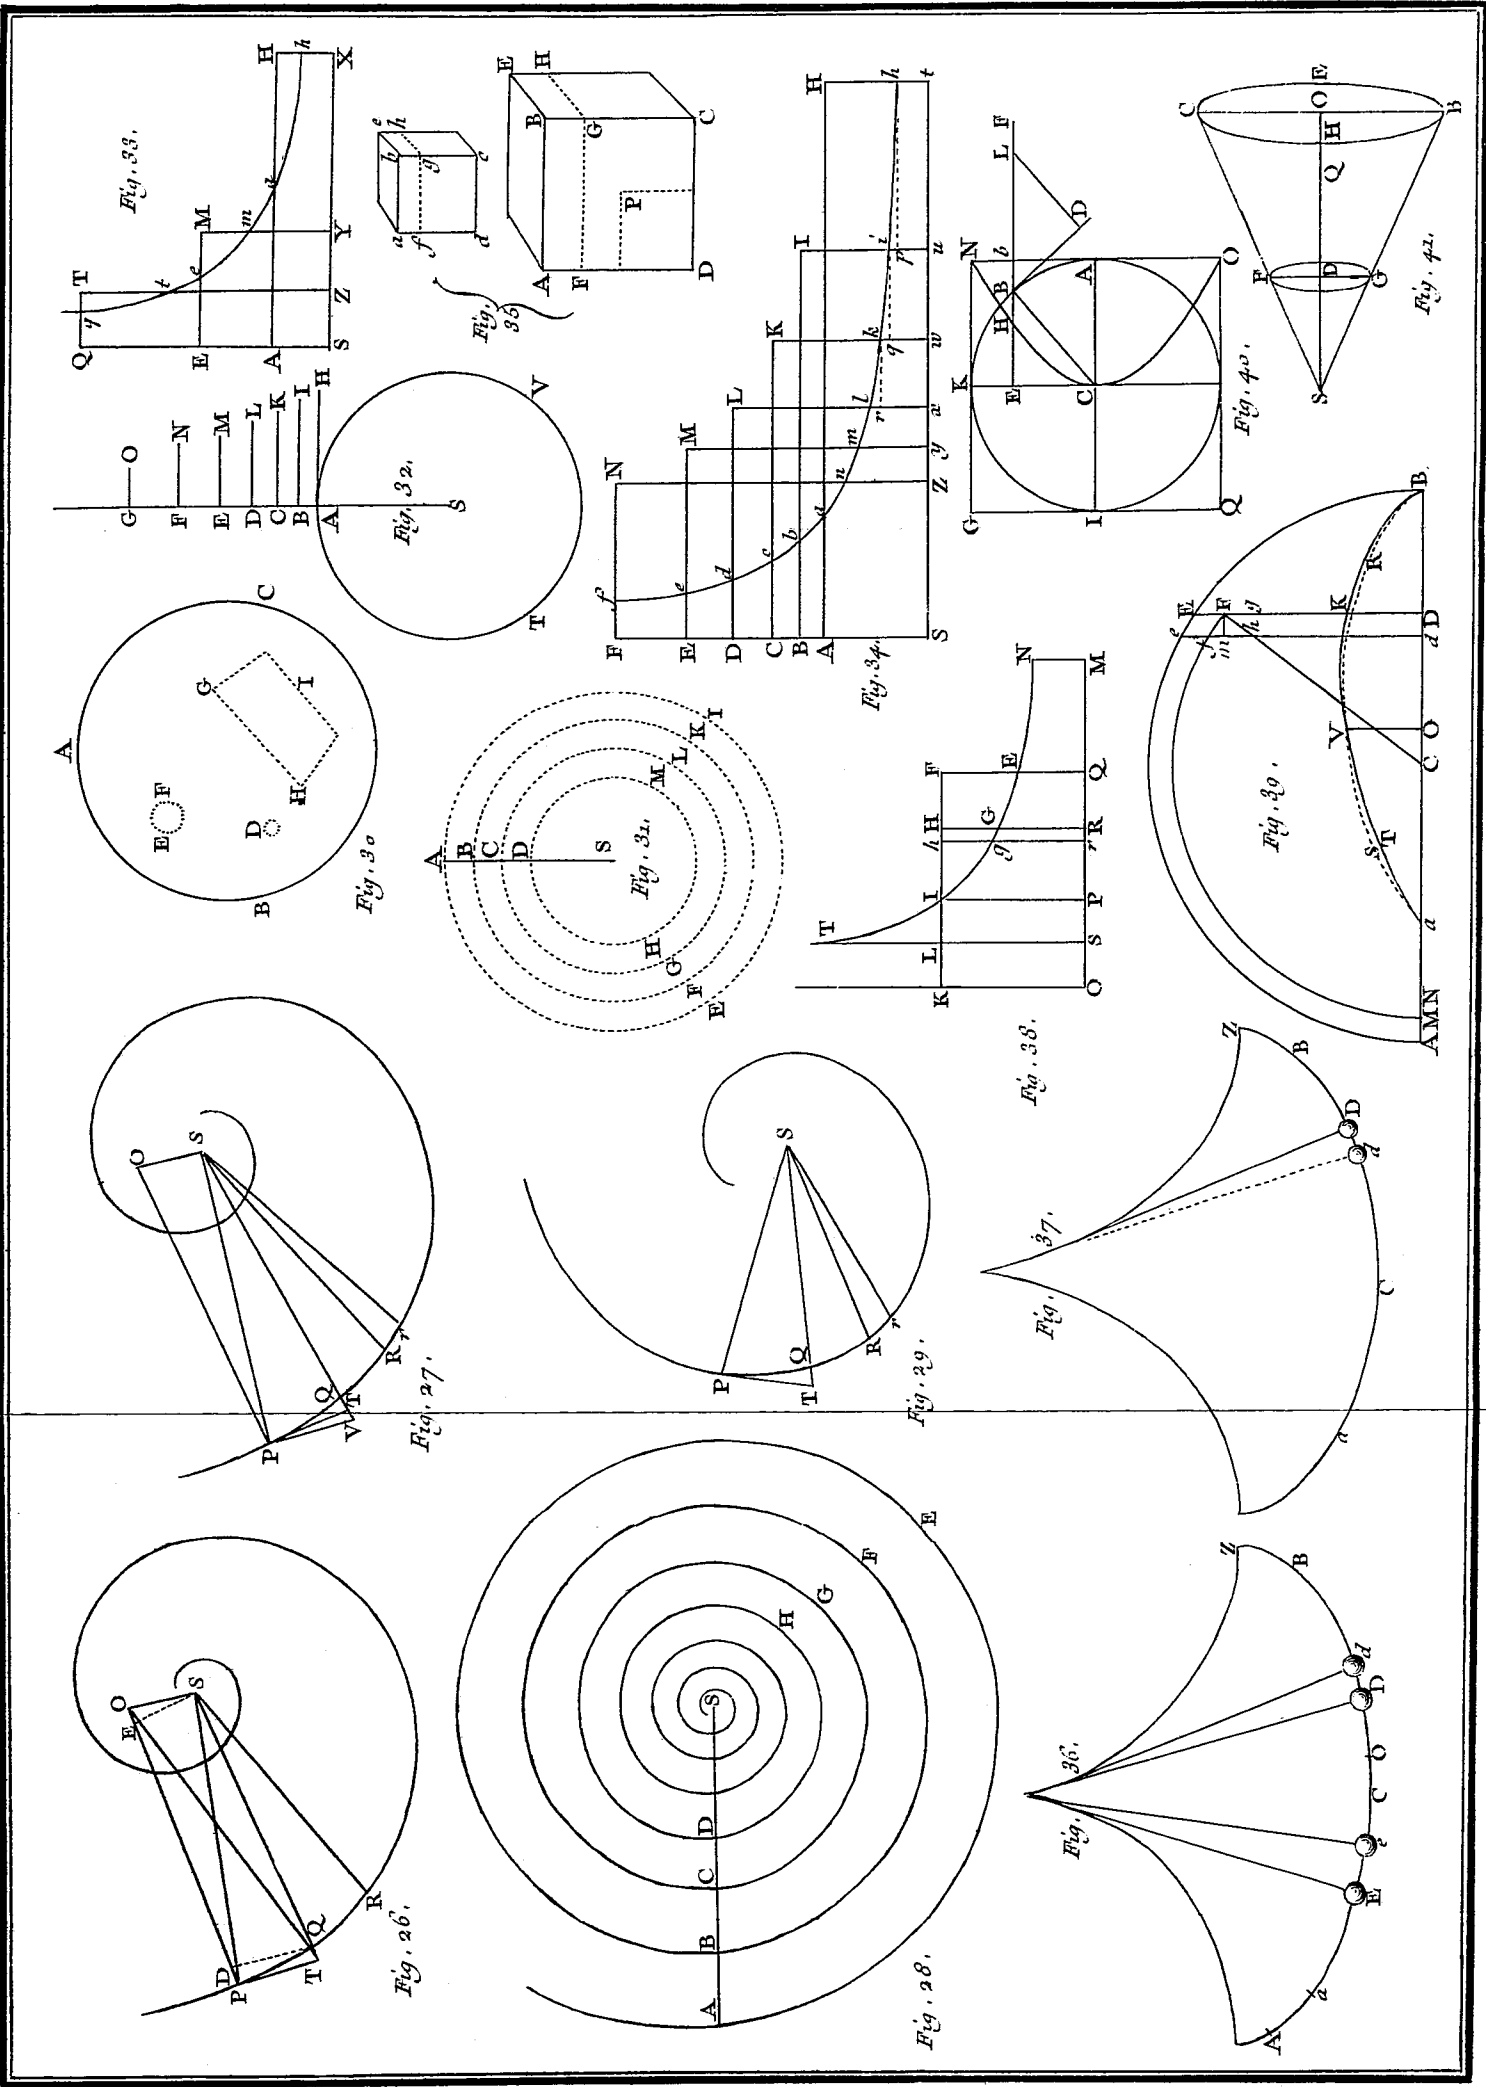 Fig. 26.
P D T Q R O E S
Fig. 27.
P V T Q R r O S
Fig. 28.
A B C D S H G F E
Fig. 29.
P T Q R r S
Fig. 30
A B C D E F G H I
Fig. 31.
A B C D S E F G H I K L M
Fig. 32.
G O
F N
E M
D L
C K
B I
A H
S T V
Fig. 33.
Q T q t
E e M m
A a H h
S Z Y X
Fig. 34.
F f N
E e M
D d L
C c K
B b I
A a H
n m l k i h
r q p
S Z y x w u t
Fig. 35
a b c d e f g h
A B C D E F G H P
Fig. 36.
A a E e C O D d B Z
Fig. 37.
a C d D B Z
Fig. 38.
T N
K L I h H F
g G E
O S P r R Q M
Fig. 39.
e E f F m h g
V K R S T
A M N a C O d D B
Fig. 40.
G K N b
E H B L F
D
I C A
Q O
Fig. 41.
S F D G Q H O E C B